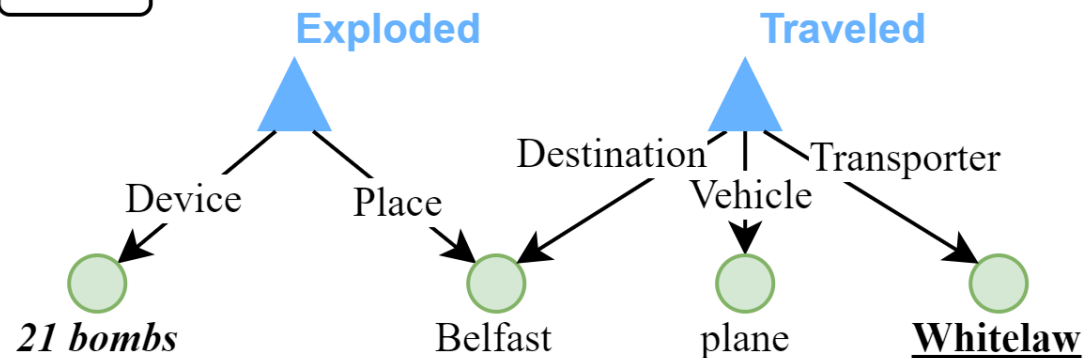 Exploded Traveled
Destination Transporter
Device Place Vehicle
21 bombs Belfast plane Whitelaw